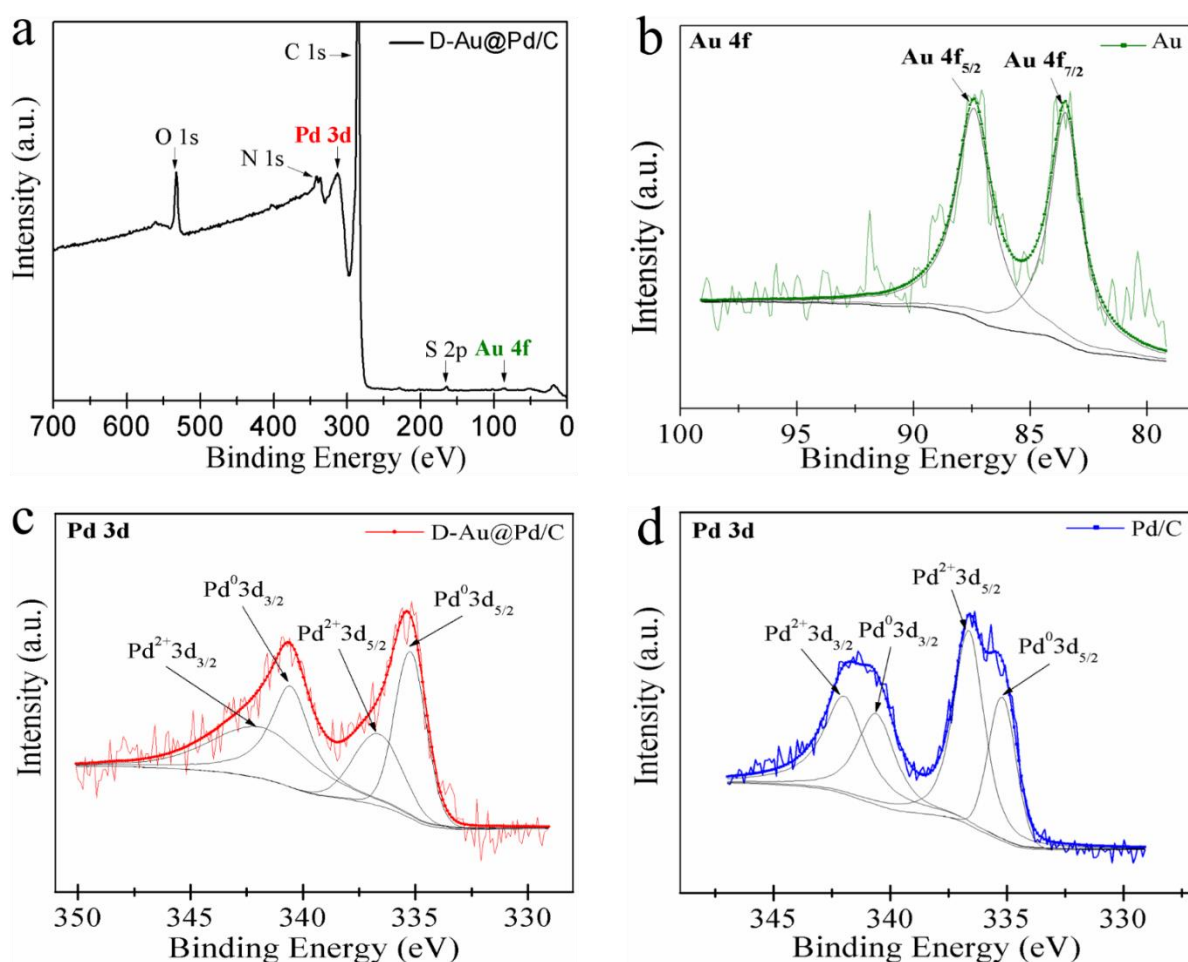 a
D-Au@Pd/C
C 1s
Pd 3d
O 1s
N 1s
S 2p
Au 4f
Intensity (a.u.)
700 600 500 400 300 200 100 0
Binding Energy (eV)
b
Au 4f
Au
Au 4f5/2
Au 4f7/2
Intensity (a.u.)
100 95 90 85 80
Binding Energy (eV)
c
Pd 3d
D-Au@Pd/C
Pd⁰3d3/2
Pd²⁺3d5/2
Pd⁰3d5/2
Pd²⁺3d3/2
Intensity (a.u.)
350 345 340 335 330
Binding Energy (eV)
d
Pd 3d
Pd/C
Pd²⁺3d5/2
Pd²⁺3d3/2
Pd⁰3d3/2
Pd⁰3d5/2
Intensity (a.u.)
345 340 335 330
Binding Energy (eV)